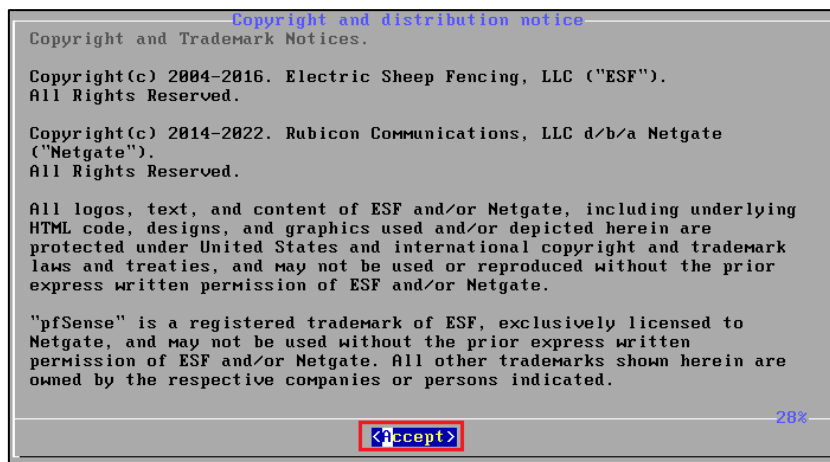 Copyright and distribution notice
Copyright and Trademark Notices.
Copyright(c) 2004-2016. Electric Sheep Fencing, LLC ("ESF").
All Rights Reserved.
Copyright(c) 2014-2022. Rubicon Communications, LLC d/b/a Netgate
("Netgate").
All Rights Reserved.
All logos, text, and content of ESF and/or Netgate, including underlying
HTML code, designs, and graphics used and/or depicted herein are
protected under United States and international copyright and trademark
laws and treaties, and may not be used or reproduced without the prior
express written permission of ESF and/or Netgate.
"pfSense" is a registered trademark of ESF, exclusively licensed to
Netgate, and may not be used without the prior express written
permission of ESF and/or Netgate. All other trademarks shown herein are
owned by the respective companies or persons indicated.
28%
<Accept>